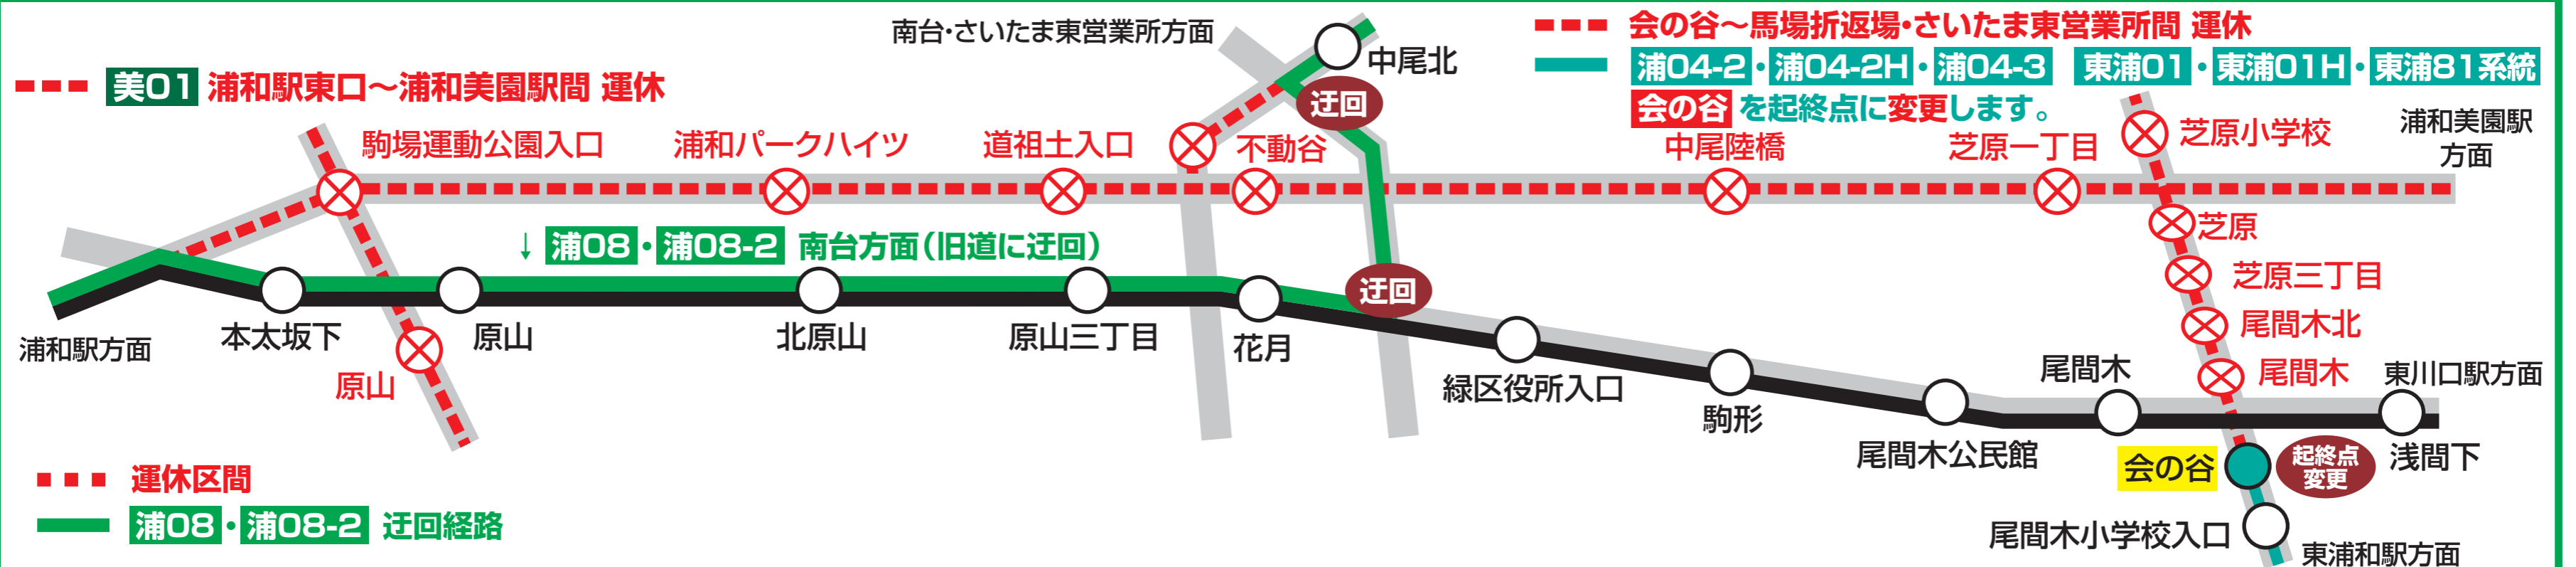 南台・さいたま東営業所方面
中尾北
迂回
会の谷～馬場折返場・さいたま東営業所間 運休
浦04-2・浦04-2H・浦04-3 東浦01・東浦01H・東浦81系統
会の谷 を起終点に変更します。
美01 浦和駅東口～浦和美園駅間 運休
駒場運動公園入口
浦和パークハイツ
道祖土入口
不動谷
中尾陸橋
芝原一丁目
芝原小学校
浦和美園駅
方面
↓ 浦08・浦08-2 南台方面(旧道に迂回)
芝原
芝原三丁目
尾間木北
尾間木
迂回
浦和駅方面
本太坂下
原山
原山
北原山
原山三丁目
花月
緑区役所入口
駒形
尾間木公民館
尾間木
東川口駅方面
浅間下
会の谷
起終点
変更
尾間木小学校入口
東浦和駅方面
運休区間
浦08・浦08-2 迂回経路